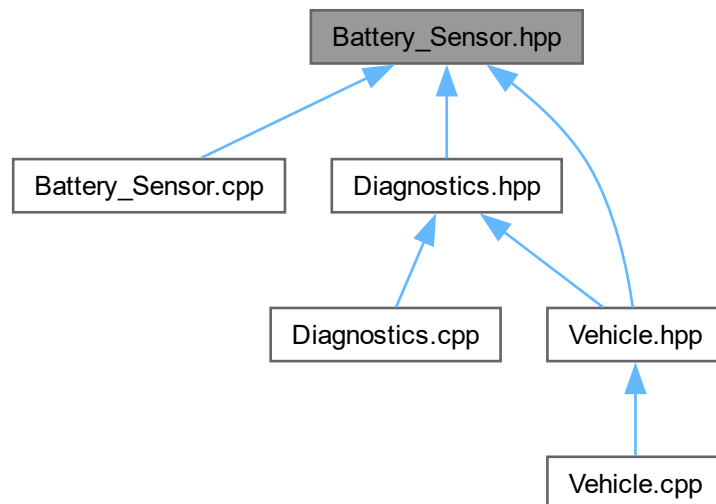 Battery_Sensor.hpp
Battery_Sensor.cpp
Diagnostics.hpp
Diagnostics.cpp
Vehicle.hpp
Vehicle.cpp